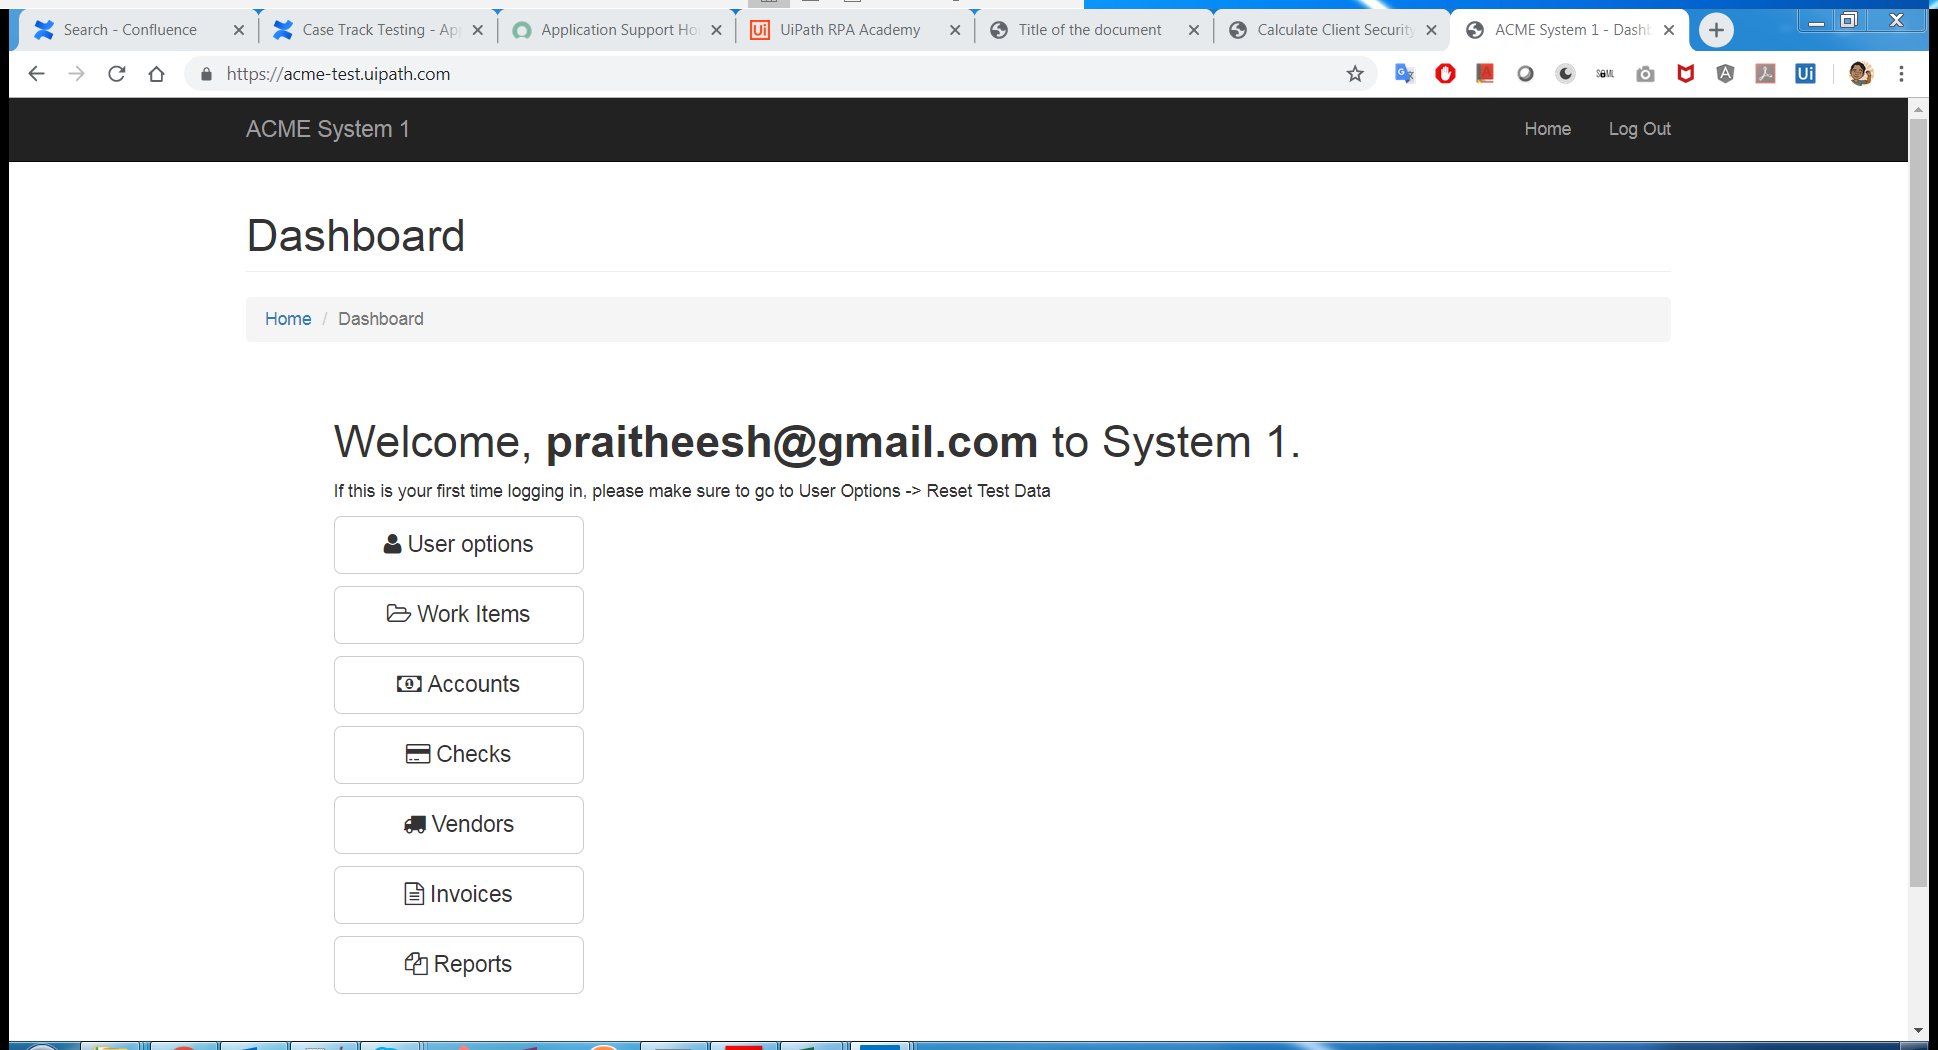 Search - Confluence
Case Track Testing - Ap
Application Support Ho
Ui UiPath RPA Academy
Title of the document
Calculate Client Security
ACME System 1 - Dashb
https://acme-test.uipath.com
Ui
ACME System 1
Home
Log Out
Dashboard
Home / Dashboard
Welcome, praitheesh@gmail.com to System 1.
If this is your first time logging in, please make sure to go to User Options -> Reset Test Data
User options
Work Items
Accounts
Checks
Vendors
Invoices
Reports